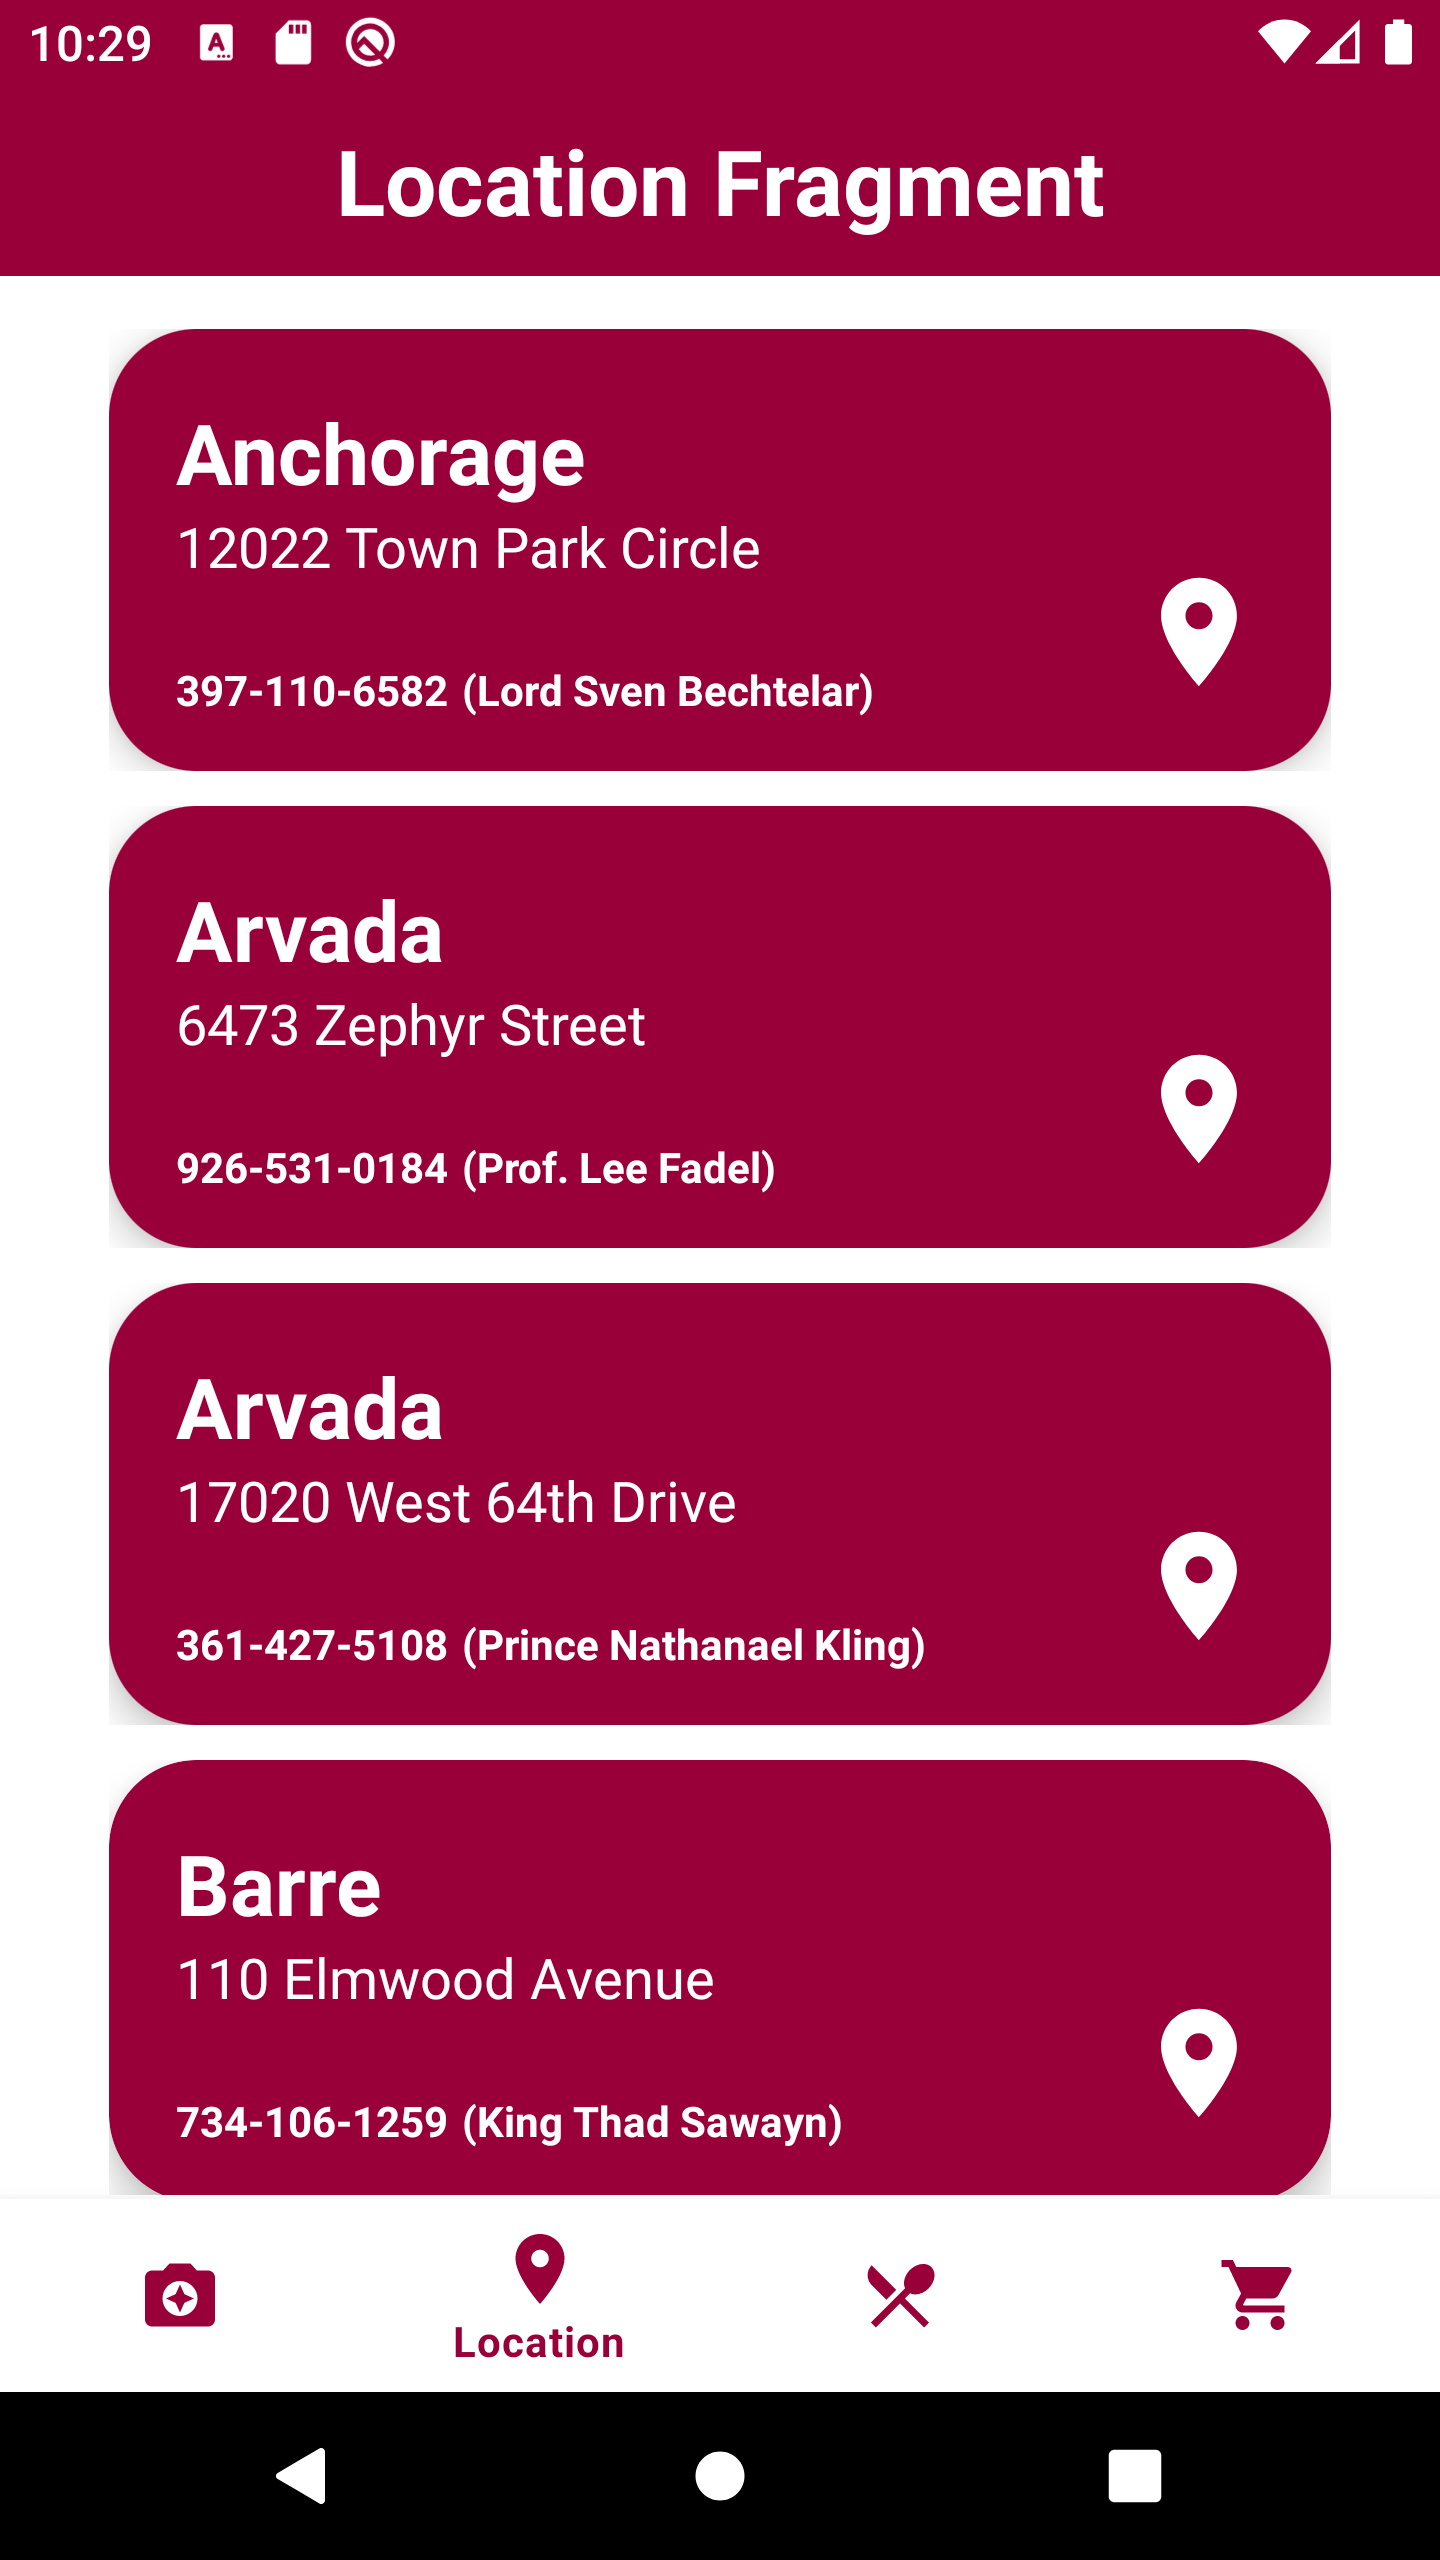 10:29
Location Fragment
Anchorage
12022 Town Park Circle
397-110-6582 (Lord Sven Bechtelar)
Arvada
6473 Zephyr Street
926-531-0184 (Prof. Lee Fadel)
Arvada
17020 West 64th Drive
361-427-5108 (Prince Nathanael Kling)
Barre
110 Elmwood Avenue
734-106-1259 (King Thad Sawayn)
Location